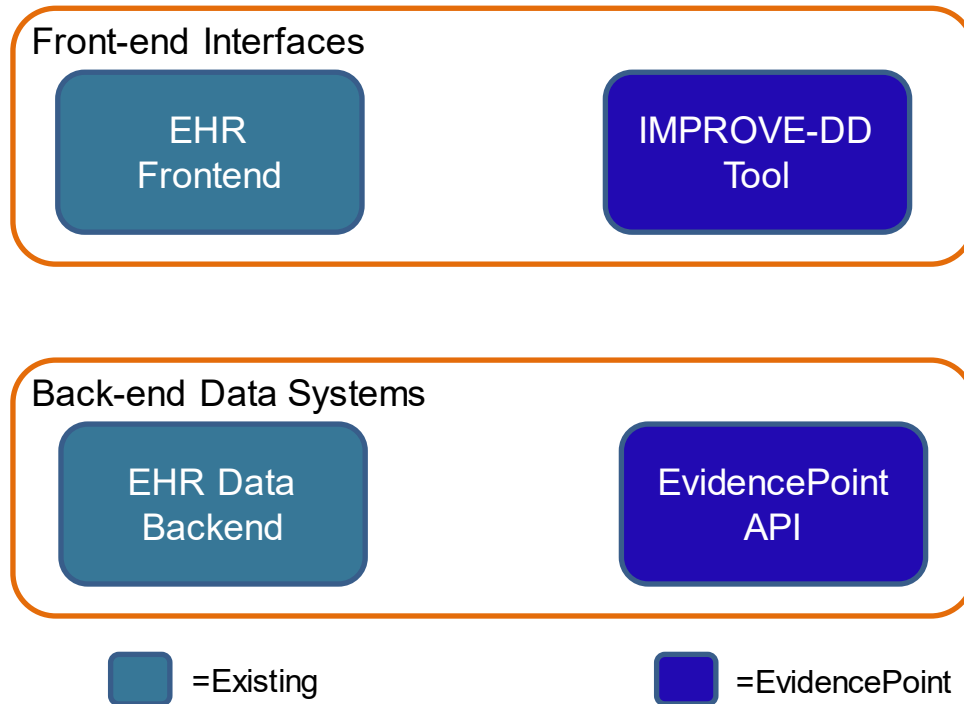 Front-end Interfaces
EHR
Frontend
IMPROVE-DD
Tool
Back-end Data Systems
EHR Data
Backend
EvidencePoint
API
=Existing
=EvidencePoint